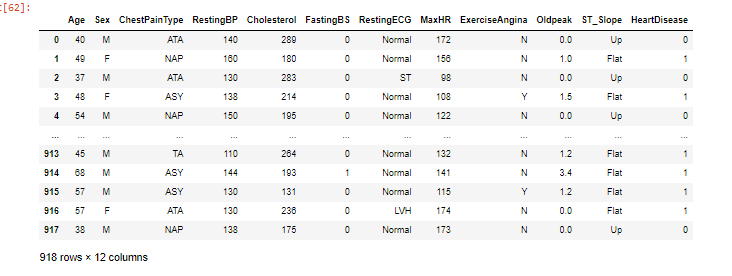 t[62]:
Age Sex ChestPainType RestingBP Cholesterol FastingBS RestingECG MaxHR ExerciseAngina Oldpeak ST_Slope HeartDisease
0 40 M ATA 140 289 0 Normal 172 N 0.0 Up 0
1 49 F NAP 160 180 0 Normal 156 N 1.0 Flat 1
2 37 M ATA 130 283 0 ST 98 N 0.0 Up 0
3 48 F ASY 138 214 0 Normal 108 Y 1.5 Flat 1
4 54 M NAP 150 195 0 Normal 122 N 0.0 Up 0
... ... ... ... ... ... ... ... ... ... ... ... ...
913 45 M TA 110 264 0 Normal 132 N 1.2 Flat 1
914 68 M ASY 144 193 1 Normal 141 N 3.4 Flat 1
915 57 M ASY 130 131 0 Normal 115 Y 1.2 Flat 1
916 57 F ATA 130 236 0 LVH 174 N 0.0 Flat 1
917 38 M NAP 138 175 0 Normal 173 N 0.0 Up 0
918 rows × 12 columns